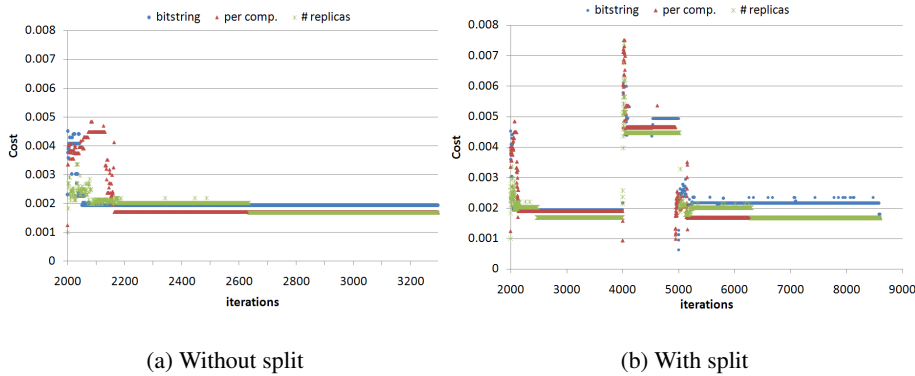 bitstring per comp. # replicas
0.008
0.007
0.006
0.005
0.004
0.003
0.002
0.001
0
Cost
2000 2200 2400 2600 2800 3000 3200
iterations
(a) Without split
bitstring per comp. # replicas
0.008
0.007
0.006
0.005
0.004
0.003
0.002
0.001
0
Cost
2000 3000 4000 5000 6000 7000 8000 9000
iterations
(b) With split